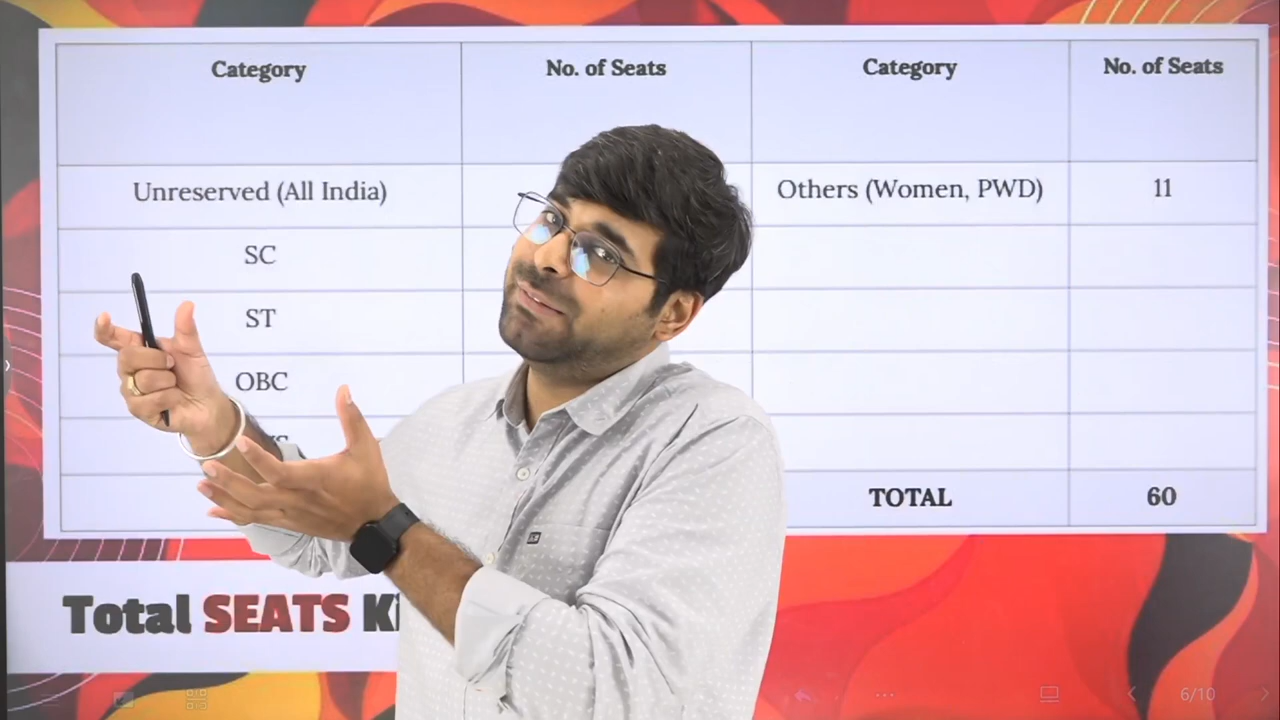 Category No. of Seats Category No. of Seats
Unreserved (All India) Others (Women, PWD) 11
SC
ST
OBC
TOTAL 60
Total SEATS
6/10